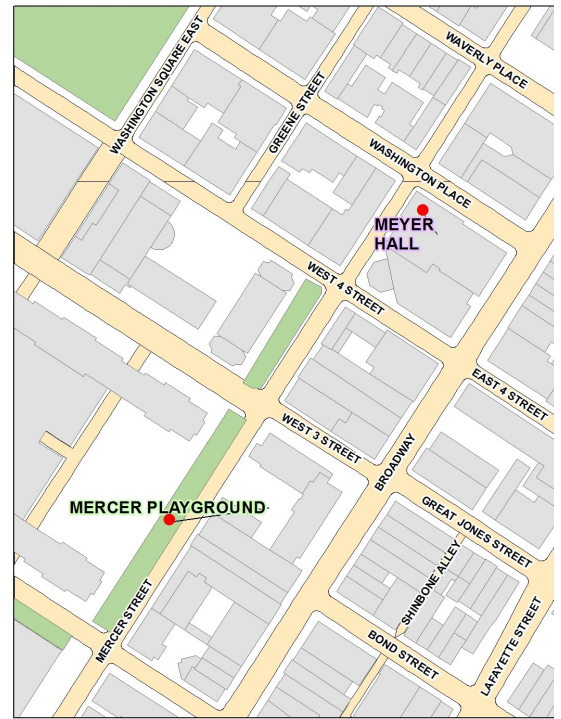 WAVERLY PLACE
WASHINGTON SQUARE EAST
GREENE STREET
WASHINGTON PLACE
MEYER
HALL
WEST 4 STREET
EAST 4 STREET
WEST 3 STREET
BROADWAY
MERCER PLAYGROUND
GREAT JONES STREET
SHINBONE ALLEY
MERCER STREET
BOND STREET
LAFAYETTE STREET